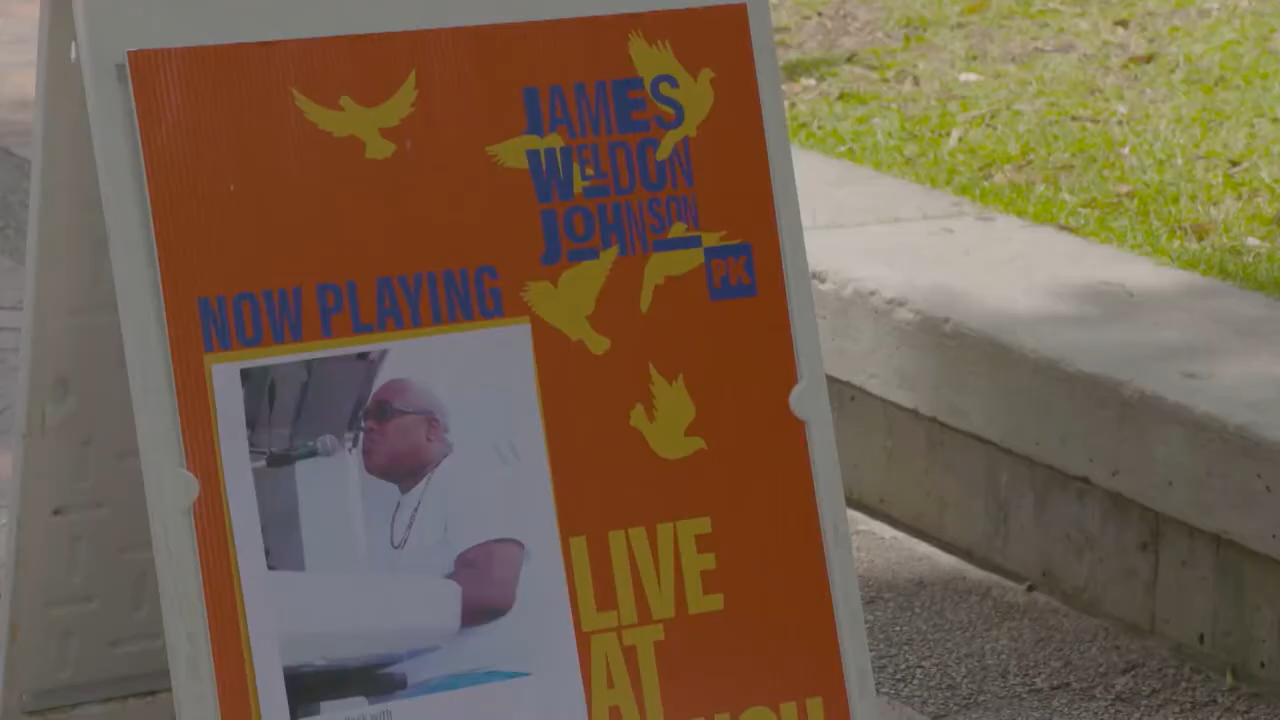 JAMES
WELDON
JOHNSON
PK
NOW PLAYING
LIVE
AT